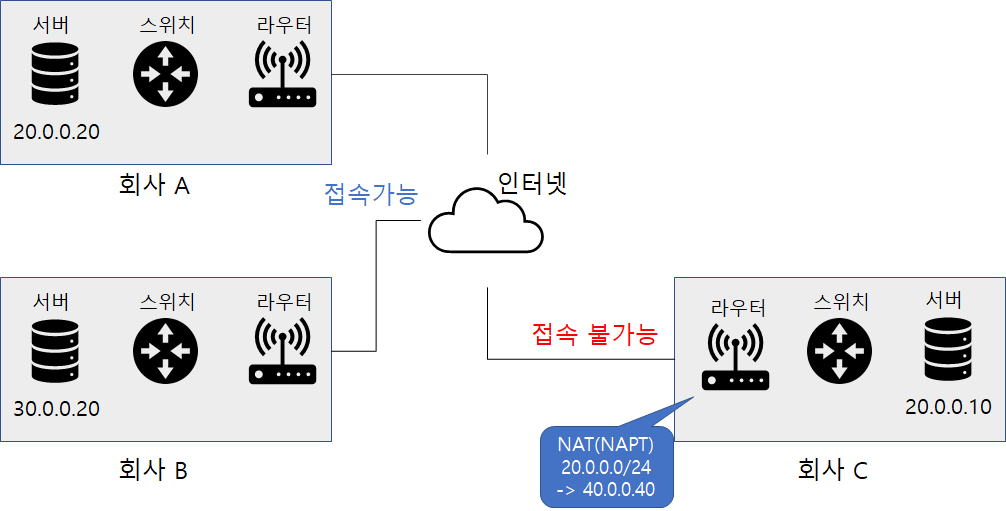 서버
스위치
라우터
20.0.0.20
회사 A
접속가능
인터넷
서버
스위치
라우터
30.0.0.20
회사 B
접속 불가능
라우터
스위치
서버
20.0.0.10
NAT(NAPT)
20.0.0.0/24
-> 40.0.0.40
회사 C